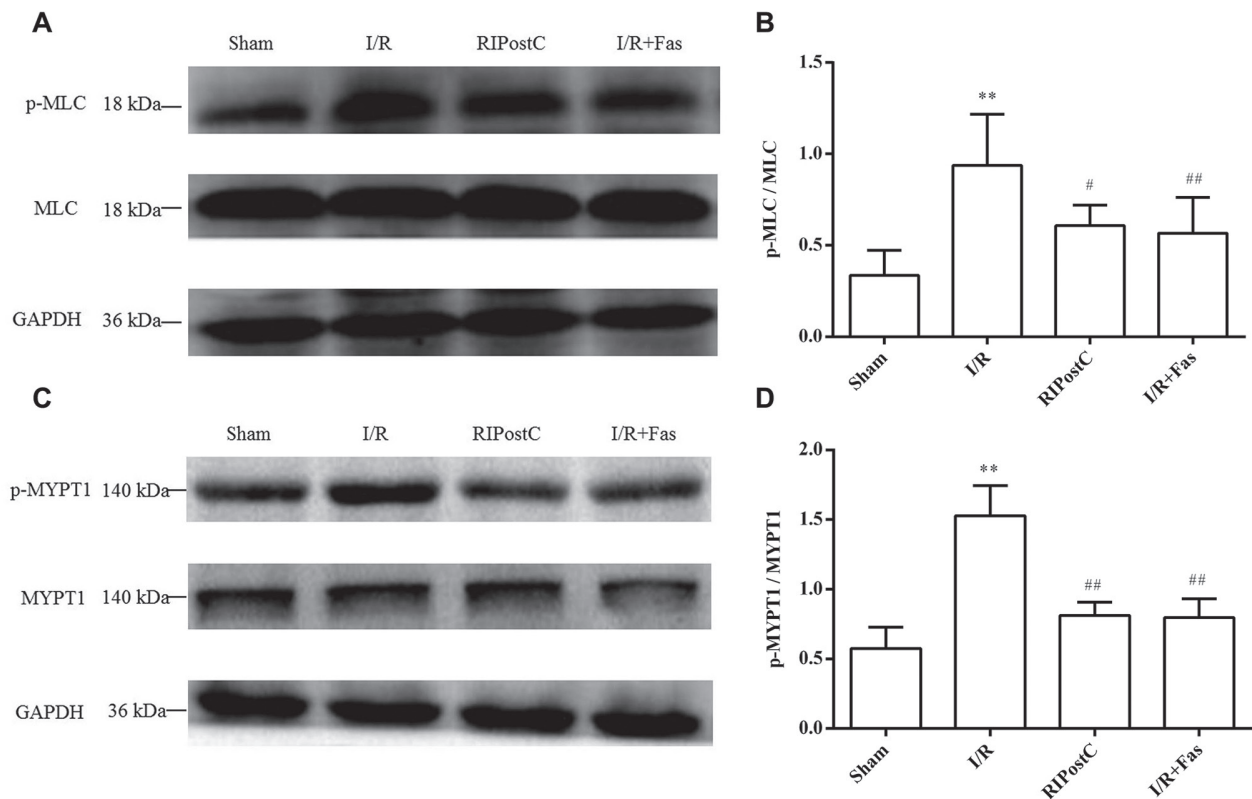 A
Sham I/R RIPostC I/R+Fas
p-MLC 18 kDa
MLC 18 kDa
GAPDH 36 kDa
B
p-MLC / MLC
1.5
1.0
0.5
0.0
**
#
##
Sham I/R RIPostC I/R+Fas
C
Sham I/R RIPostC I/R+Fas
p-MYPT1 140 kDa
MYPT1 140 kDa
GAPDH 36 kDa
D
p-MYPT1 / MYPT1
2.0
1.5
1.0
0.5
0.0
**
##
##
Sham I/R RIPostC I/R+Fas